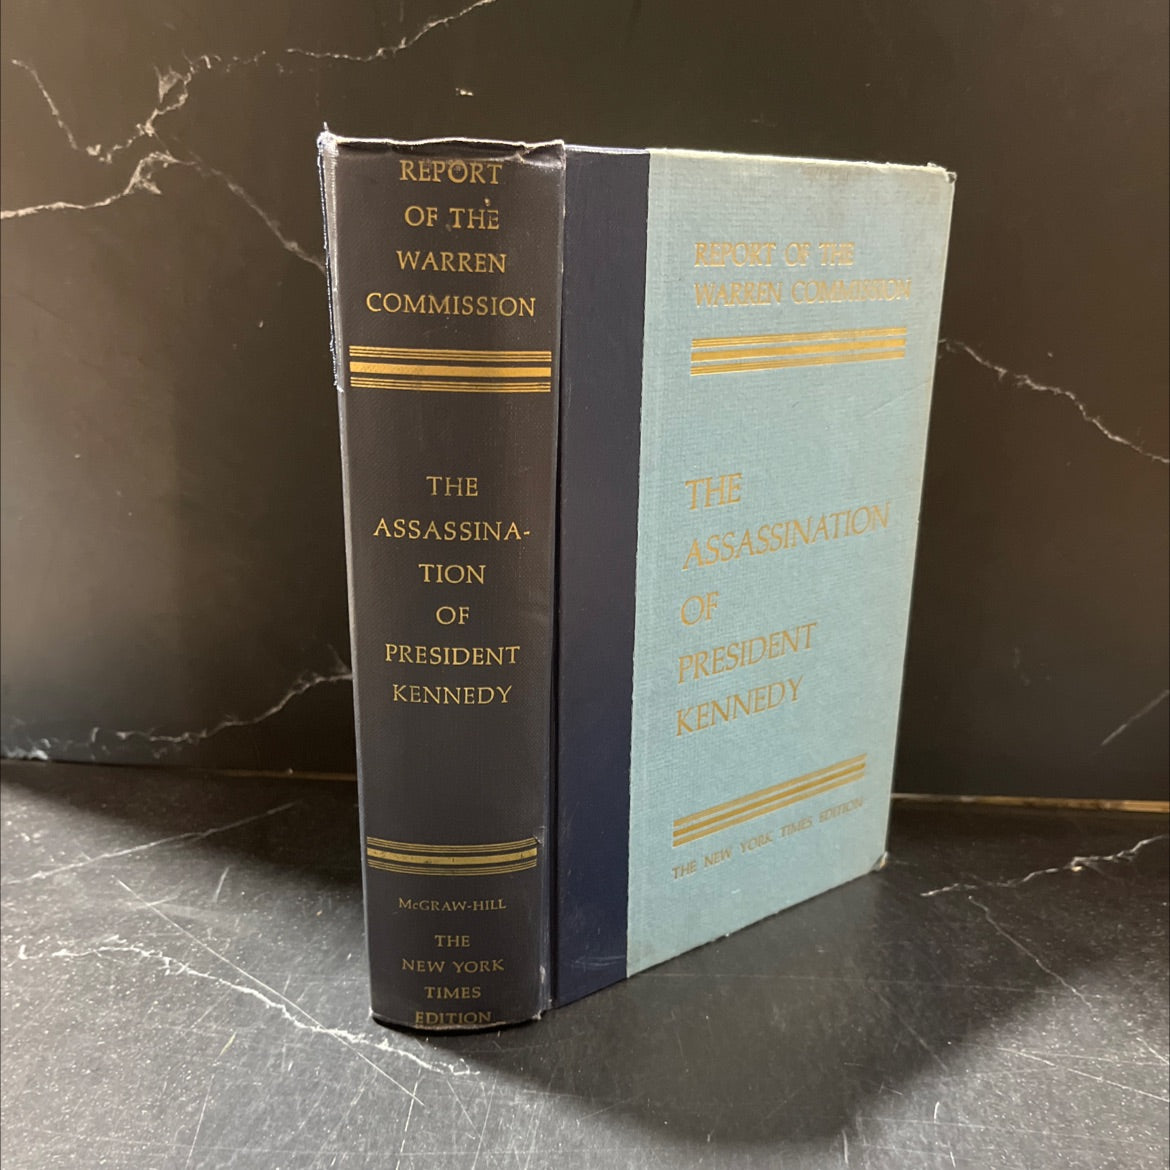 REPORT
OF THE
WARREN
COMMISSION
THE
ASSASSINA-
TION
OF
PRESIDENT
KENNEDY
McGRAW-HILL
THE
NEW YORK
TIMES
EDITION
REPORT OF THE
WARREN COMMISSION
THE
ASSASSINATION
OF
PRESIDENT
KENNEDY
THE NEW YORK TIMES EDITION